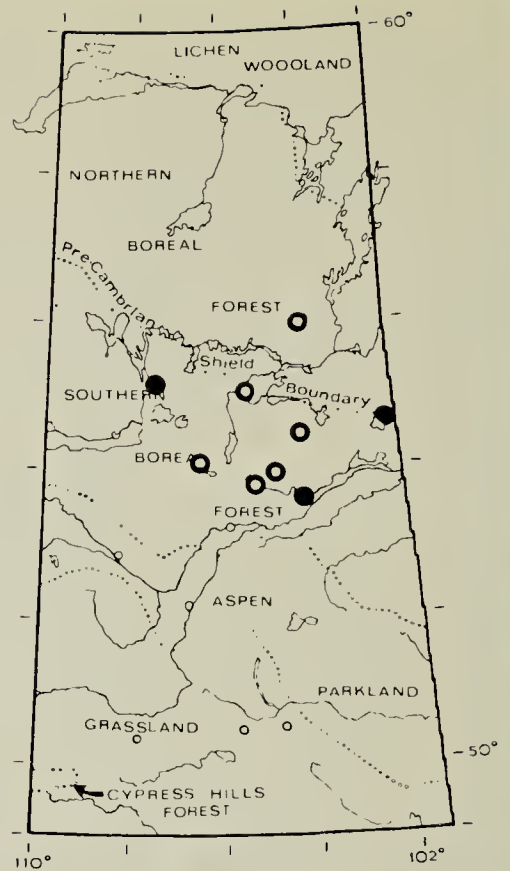 60°
LICHEN
WOOOLAND
NORTHERN
BOREAL
PreCambrian
FOREST
Shield
Boundary
SOUTHERN
BOREAL
FOREST
ASPEN
PARKLAND
GRASSLAND
50°
CYPRESS HILLS
FOREST
110°
102°